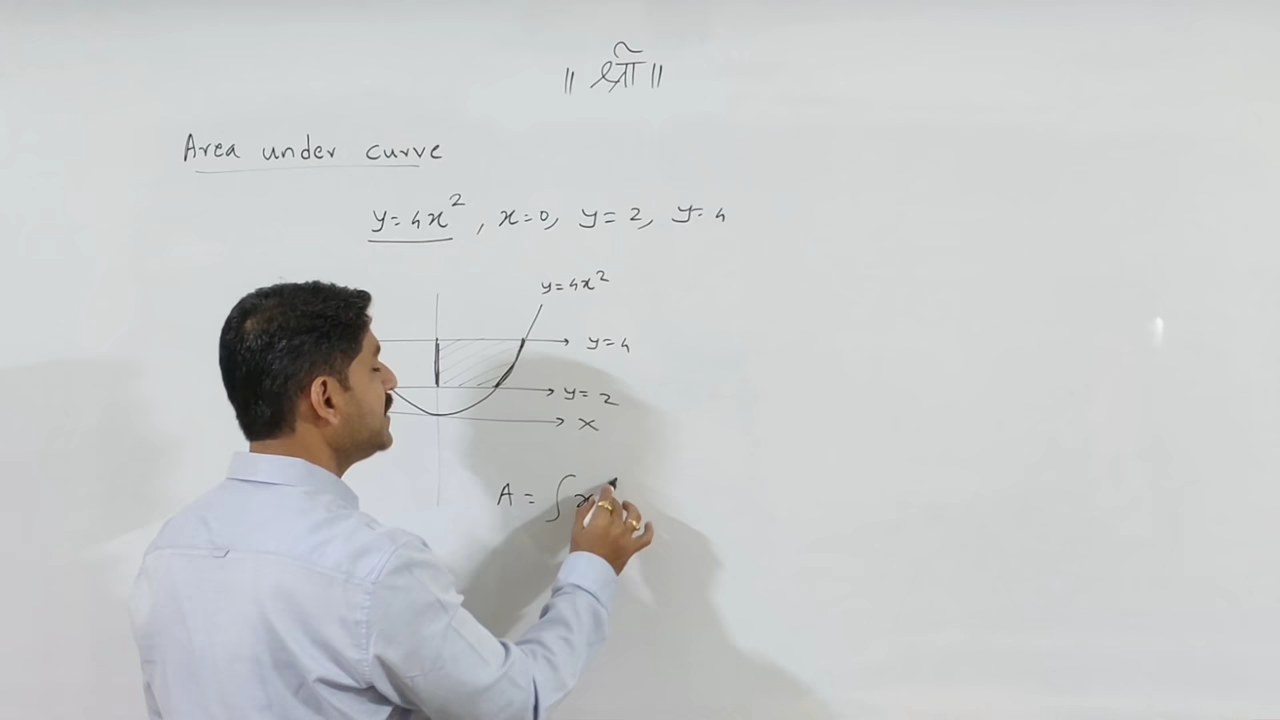 ॥ श्री ॥
Area under curve
y=4x², x=0, y=2, y=4
y=4x²
y=4
y=2
X
A = ∫x